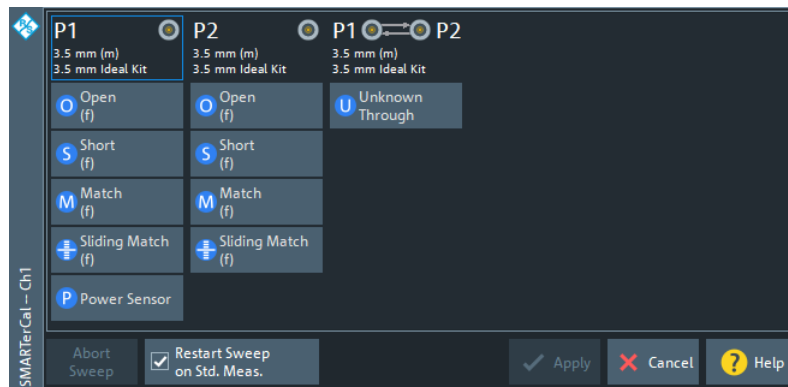 P1
3.5 mm (m)
3.5 mm Ideal Kit
O Open
(f)
S Short
(f)
M Match
(f)
Sliding Match
(f)
P Power Sensor
P2
3.5 mm (m)
3.5 mm Ideal Kit
O Open
(f)
S Short
(f)
M Match
(f)
Sliding Match
(f)
P1 P2
3.5 mm (m)
3.5 mm Ideal Kit
U Unknown
Through
SMARTerCal – Ch1
Abort
Sweep
Restart Sweep
on Std. Meas.
Apply
Cancel
? Help
R&S